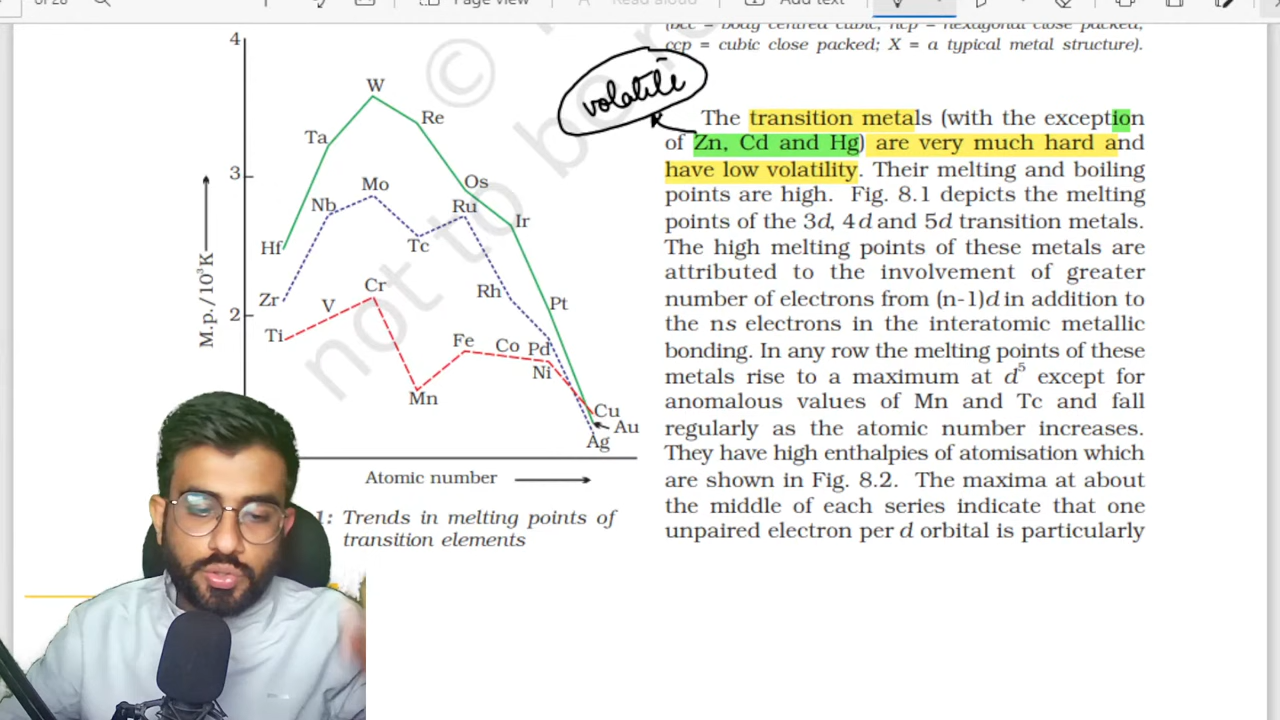 Page view
Read aloud
Add text
of 28
(bcc = body centred cubic, hcp = hexagonal close packed,
ccp = cubic close packed; X = a typical metal structure).
volatile
The transition metals (with the exception
of Zn, Cd and Hg) are very much hard and
have low volatility. Their melting and boiling
points are high. Fig. 8.1 depicts the melting
points of the 3d, 4d and 5d transition metals.
The high melting points of these metals are
attributed to the involvement of greater
number of electrons from (n-1)d in addition to
the ns electrons in the interatomic metallic
bonding. In any row the melting points of these
metals rise to a maximum at d⁵ except for
anomalous values of Mn and Tc and fall
regularly as the atomic number increases.
They have high enthalpies of atomisation which
are shown in Fig. 8.2. The maxima at about
the middle of each series indicate that one
unpaired electron per d orbital is particularly
4
3
2
M.p./10³K
W
Ta
Re
Mo
Os
Nb
Ru
Ir
Hf
Tc
Cr
Rh
Zr
V
Pt
Ti
Fe
Co
Pd
Ni
Mn
Cu
Au
Ag
Atomic number
1: Trends in melting points of
transition elements
©
not to be r